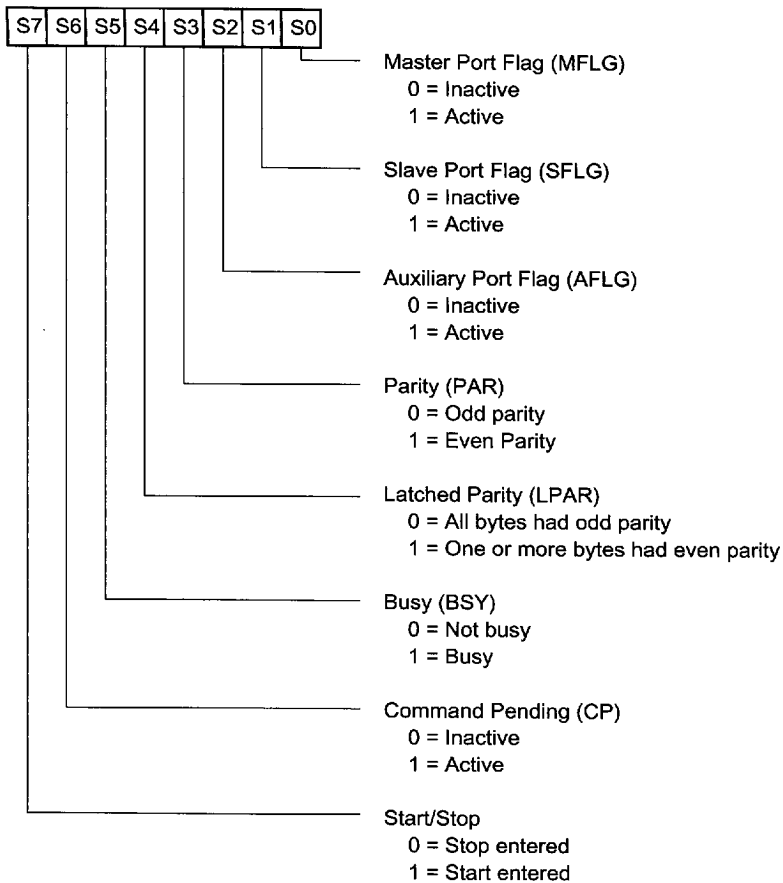 S7 S6 S5 S4 S3 S2 S1 S0
Master Port Flag (MFLG)
0 = Inactive
1 = Active
Slave Port Flag (SFLG)
0 = Inactive
1 = Active
Auxiliary Port Flag (AFLG)
0 = Inactive
1 = Active
Parity (PAR)
0 = Odd parity
1 = Even Parity
Latched Parity (LPAR)
0 = All bytes had odd parity
1 = One or more bytes had even parity
Busy (BSY)
0 = Not busy
1 = Busy
Command Pending (CP)
0 = Inactive
1 = Active
Start/Stop
0 = Stop entered
1 = Start entered